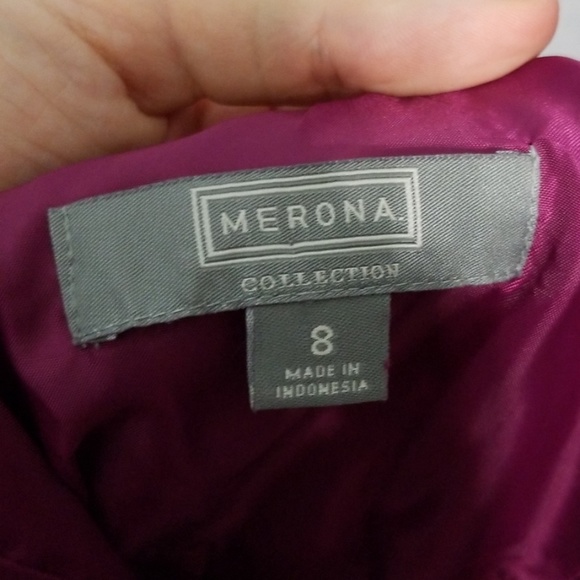 MERONA.
COLLECTION
8
MADE IN
INDONESIA